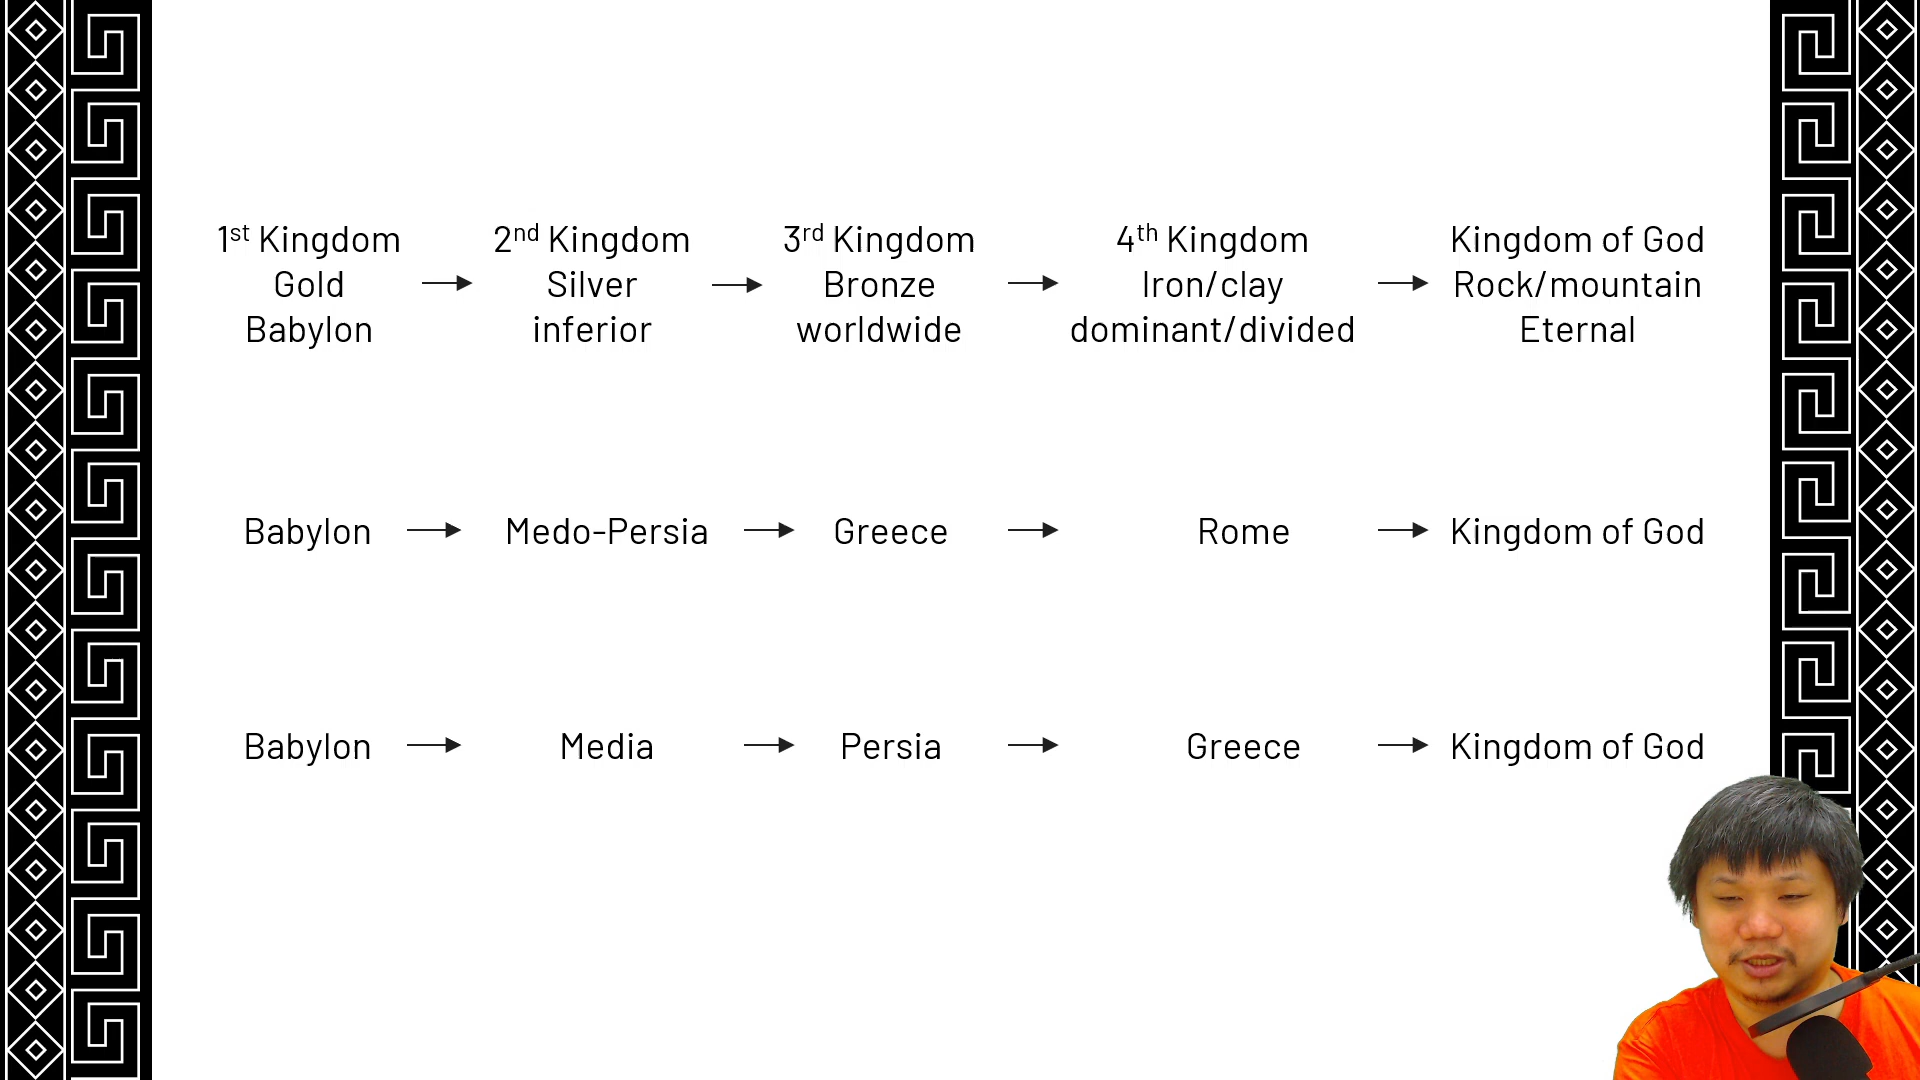 1st Kingdom
Gold
Babylon
2nd Kingdom
Silver
inferior
3rd Kingdom
Bronze
worldwide
4th Kingdom
Iron/clay
dominant/divided
Kingdom of God
Rock/mountain
Eternal
Babylon
Medo-Persia
Greece
Rome
Kingdom of God
Babylon
Media
Persia
Greece
Kingdom of God